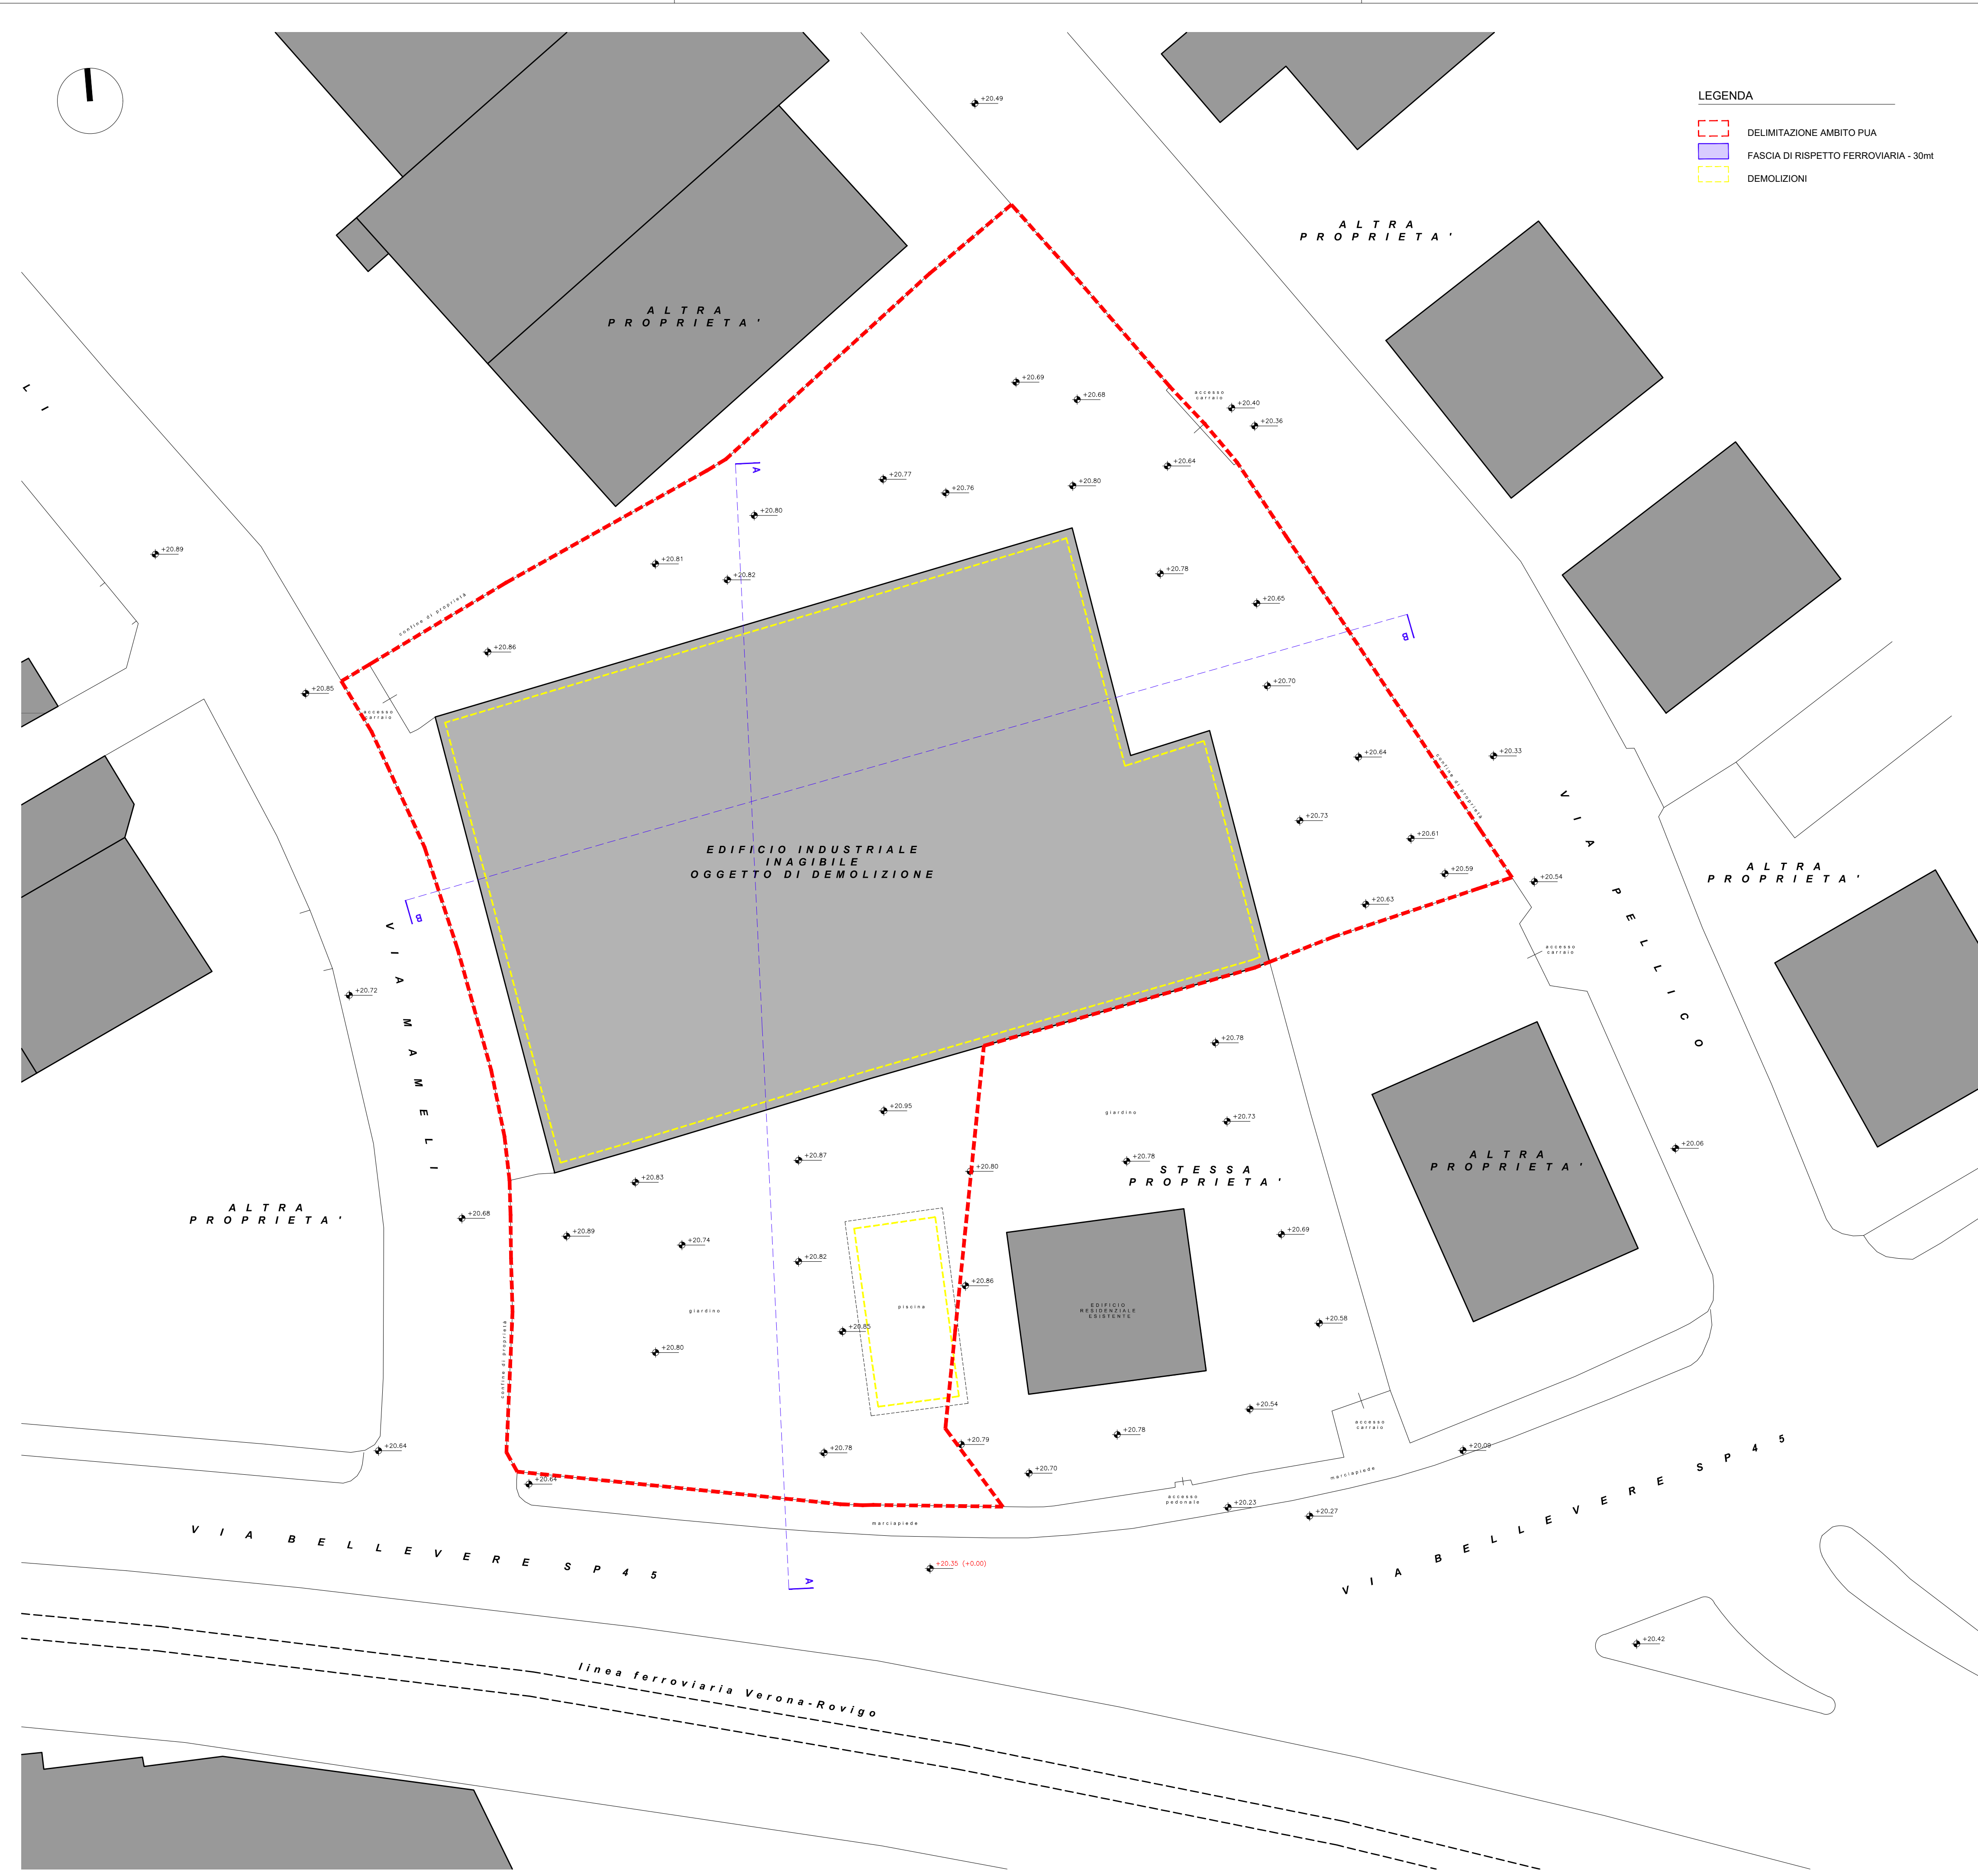 +20.49
LEGENDA
DELIMITAZIONE AMBITO PUA
FASCIA DI RISPETTO FERROVIARIA - 30mt
DEMOLIZIONI
ALTRA
PROPRIETA'
ALTRA
PROPRIETA'
L I
+20.69
+20.68
accesso
carraio
+20.40
+20.36
+20.64
A
+20.77
+20.76
+20.80
+20.80
+20.89
+20.81
+20.82
+20.78
+20.65
confine di proprietà
B
+20.86
+20.85
+20.70
accesso
carraio
+20.64
+20.33
confine di proprietà
+20.73
+20.61
EDIFICIO INDUSTRIALE
INAGIBILE
OGGETTO DI DEMOLIZIONE
+20.59
+20.54
VIA PELLICO
ALTRA
PROPRIETA'
+20.63
B
accesso
carraio
VIA MAMELI
+20.72
+20.78
+20.95
giardino
+20.73
+20.87
+20.80
+20.78
STESSA
PROPRIETA'
ALTRA
PROPRIETA'
+20.06
+20.83
ALTRA
PROPRIETA'
+20.68
+20.89
+20.74
+20.82
+20.69
+20.86
giardino
piscina
EDIFICIO
RESIDENZIALE
ESISTENTE
+20.58
+20.85
+20.80
confine di proprietà
+20.54
accesso
carraio
+20.78
+20.79
+20.78
+20.64
+20.09
+20.70
marciapiede
+20.64
accesso
pedonale
+20.23
+20.27
marciapiede
VIA BELLEVERE SP45
VIA BELLEVERE SP45
+20.35 (+0.00)
A
+20.42
linea ferroviaria Verona-Rovigo